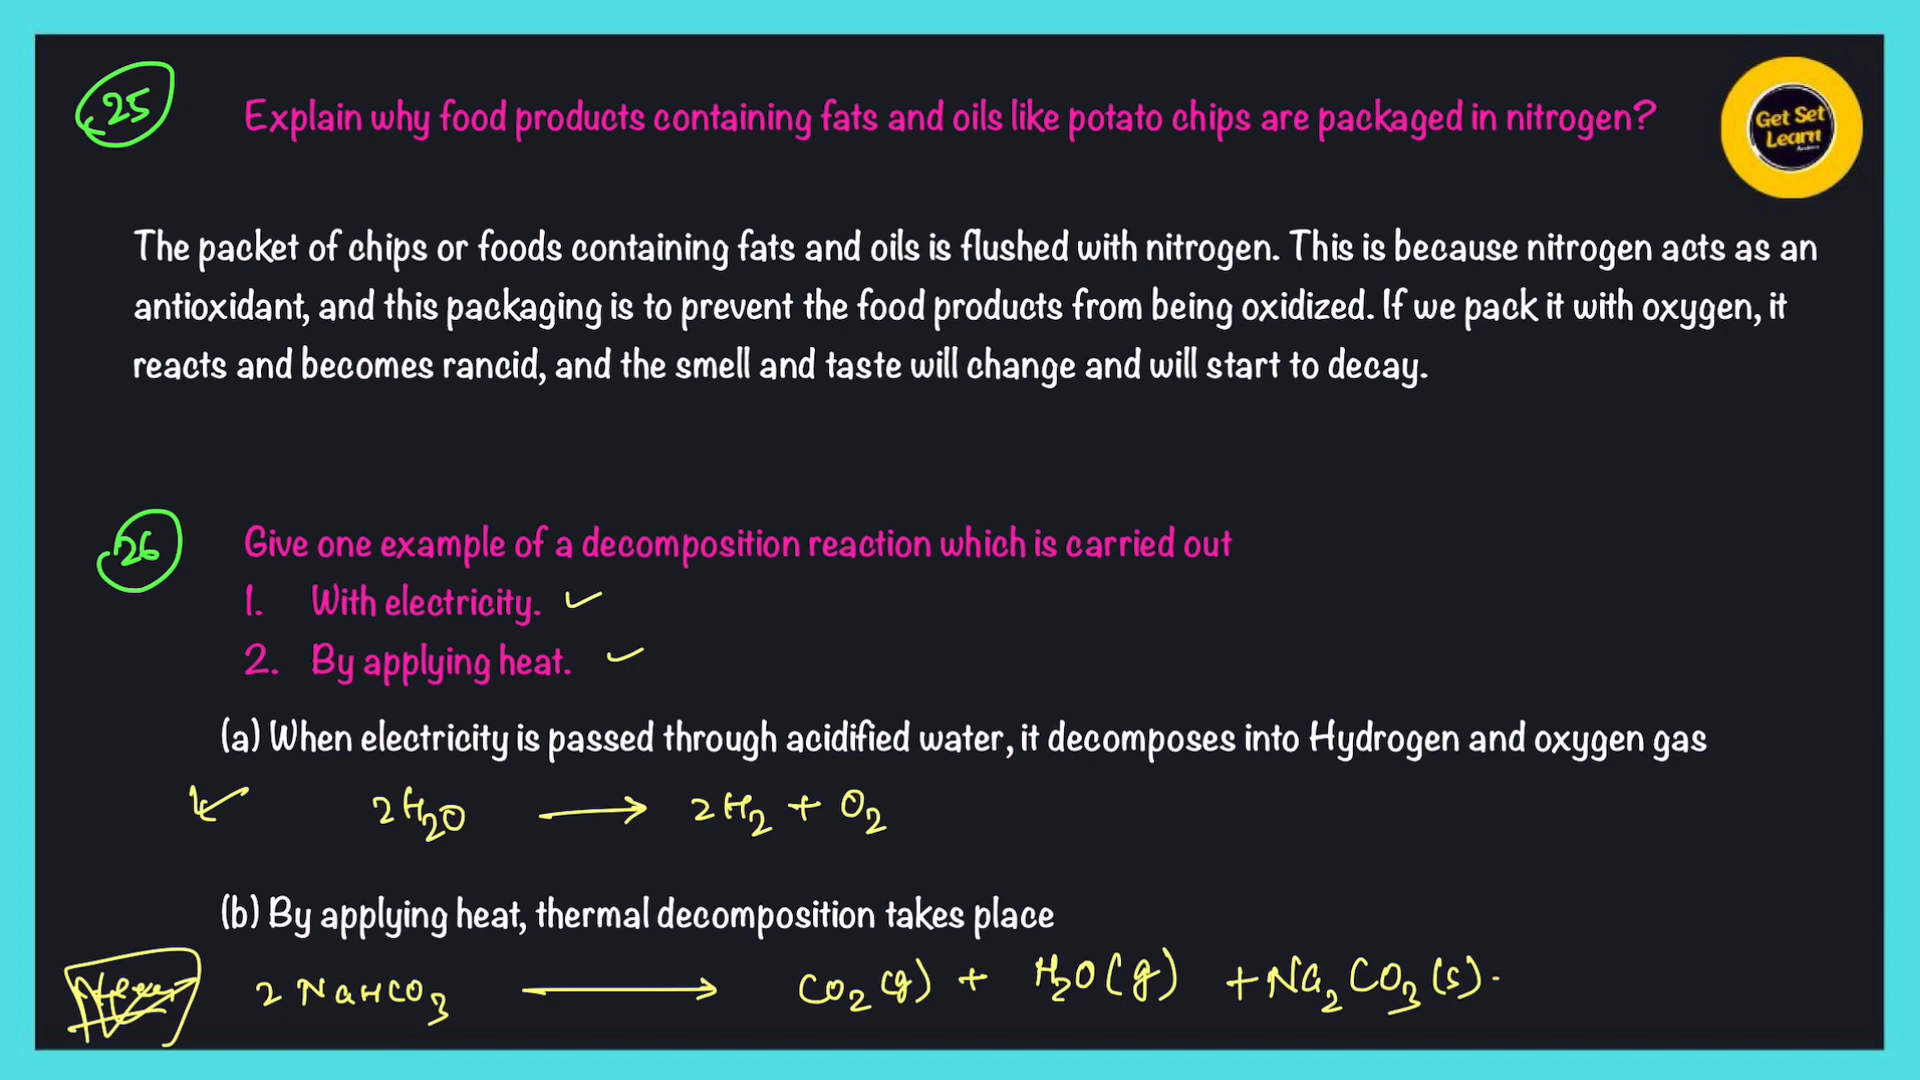 25
Explain why food products containing fats and oils like potato chips are packaged in nitrogen?
Get Set
Learn
The packet of chips or foods containing fats and oils is flushed with nitrogen. This is because nitrogen acts as an
antioxidant, and this packaging is to prevent the food products from being oxidized. If we pack it with oxygen, it
reacts and becomes rancid, and the smell and taste will change and will start to decay.
26
Give one example of a decomposition reaction which is carried out
1. With electricity.
2. By applying heat.
(a) When electricity is passed through acidified water, it decomposes into Hydrogen and oxygen gas
2H₂O → 2H₂ + O₂
(b) By applying heat, thermal decomposition takes place
2 NaHCO₃ → CO₂ (g) + H₂O (g) + Na₂CO₃ (s).